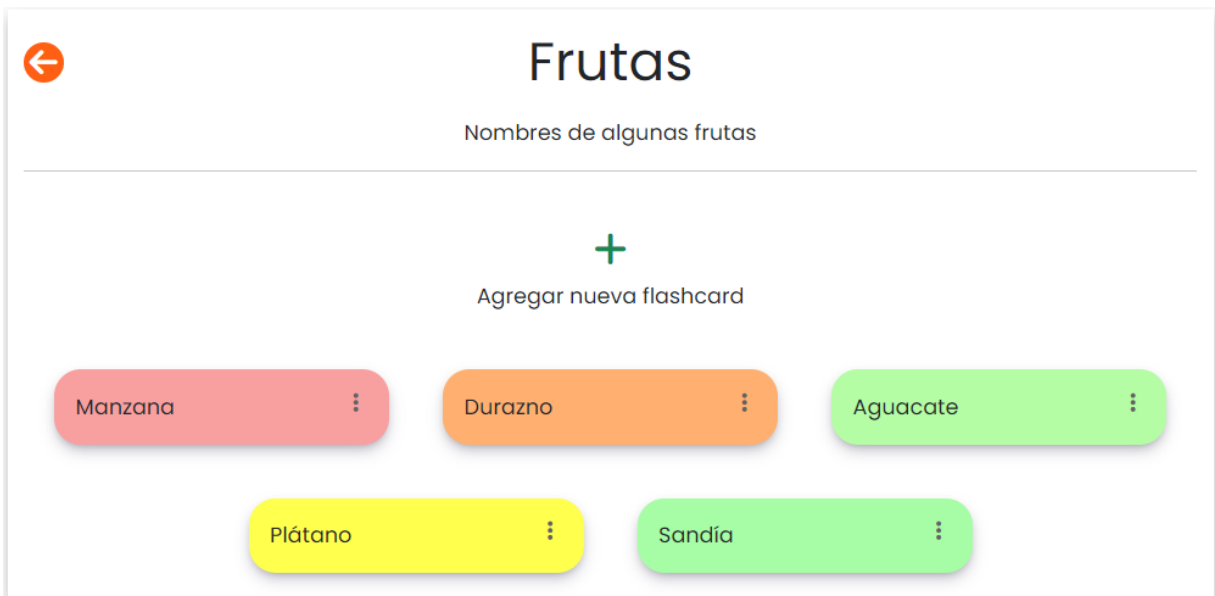 Frutas
Nombres de algunas frutas
Agregar nueva flashcard
Manzana
Durazno
Aguacate
Plátano
Sandía